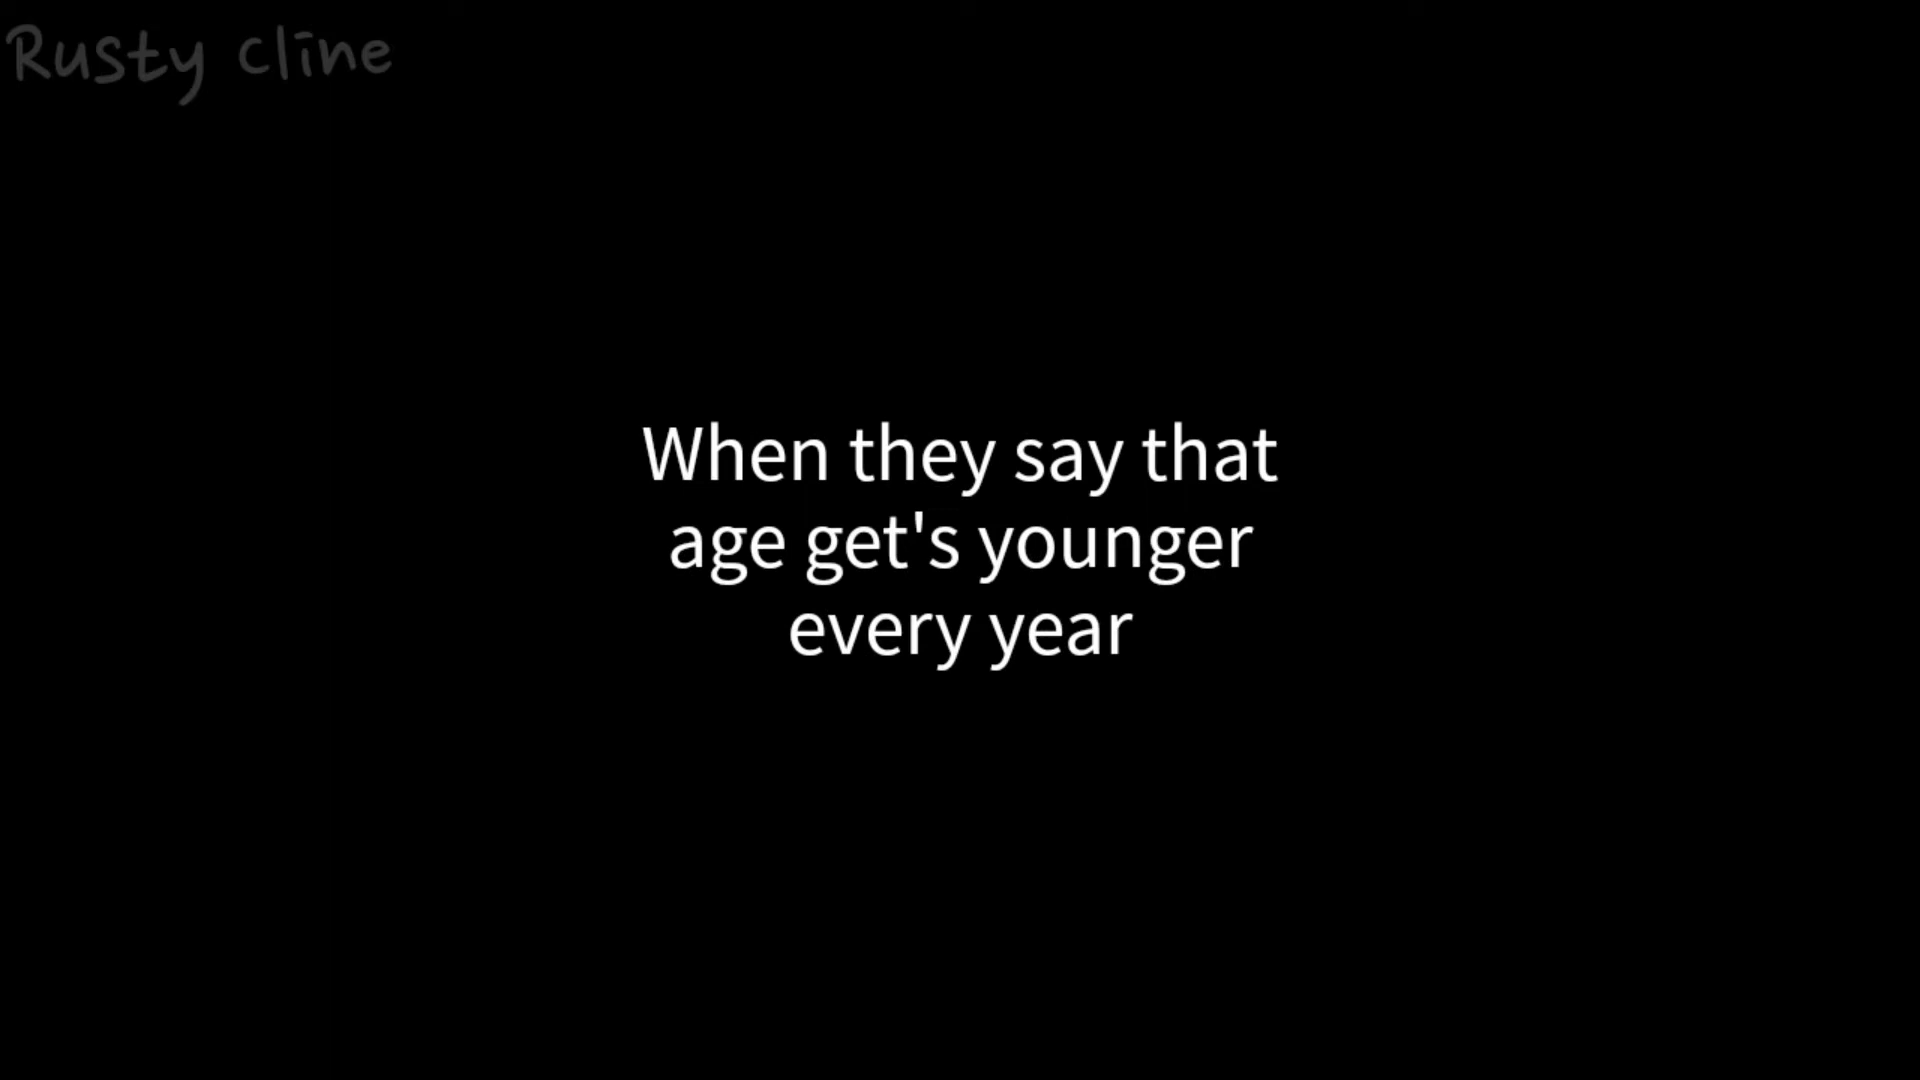 Rusty cline
When they say that
age get's younger
every year